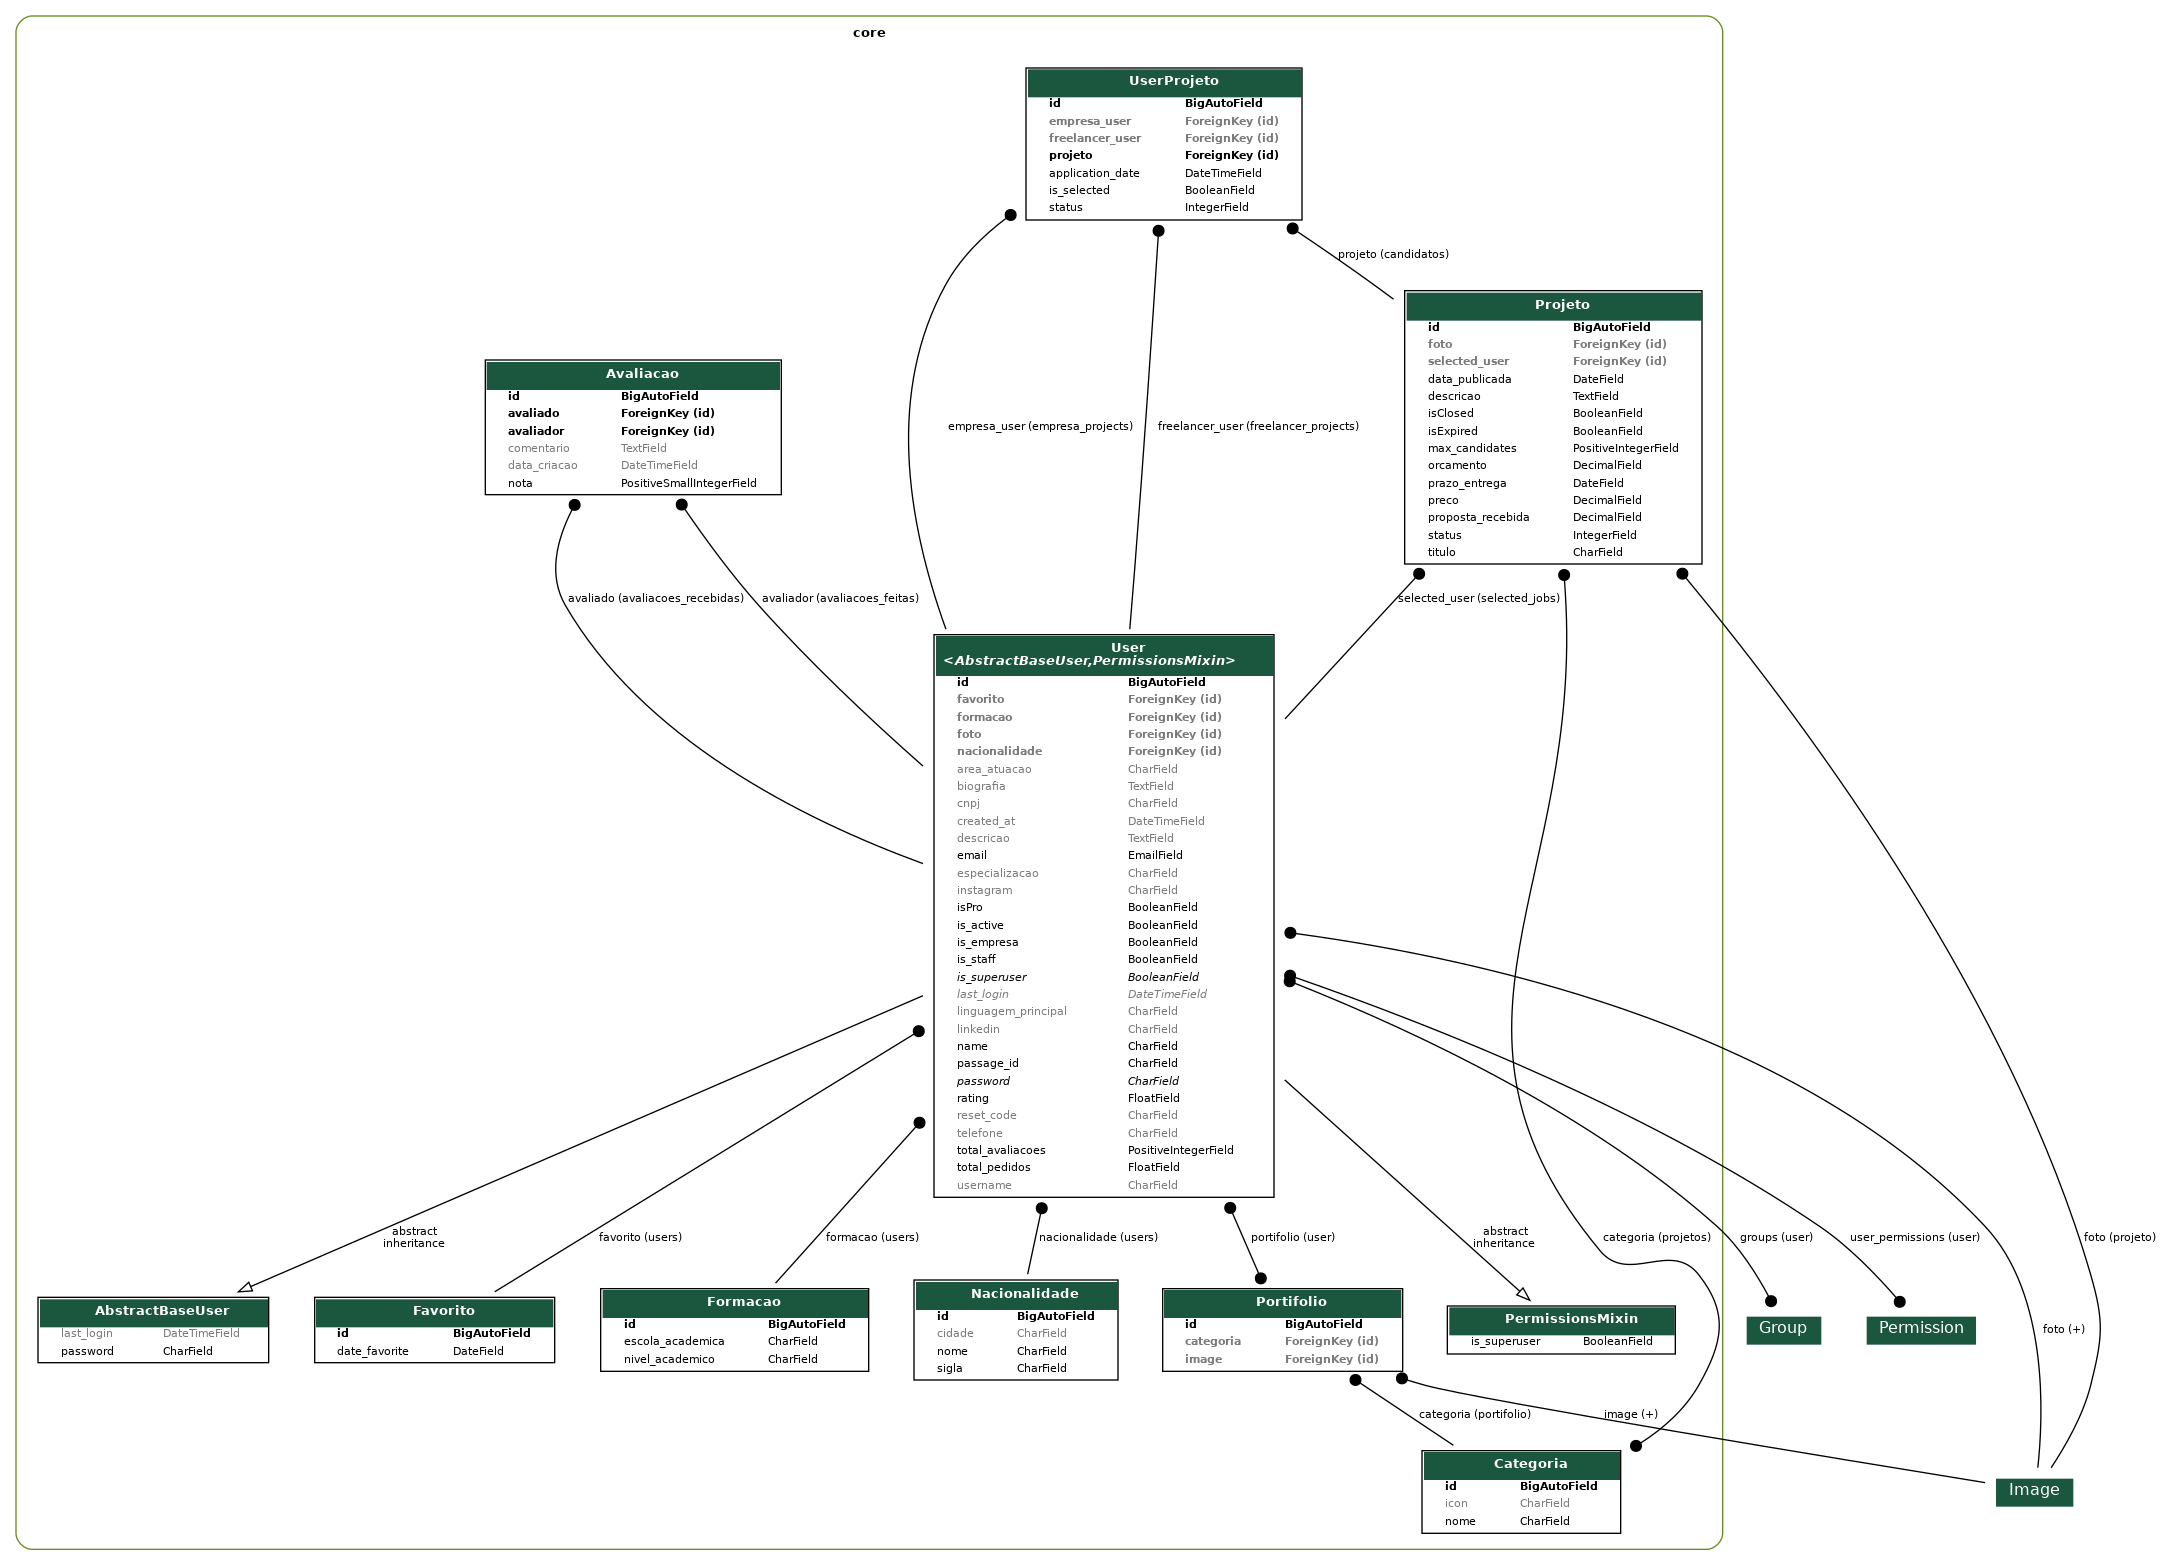 core
UserProjeto
id BigAutoField
empresa_user ForeignKey (id)
freelancer_user ForeignKey (id)
projeto ForeignKey (id)
application_date DateTimeField
is_selected BooleanField
status IntegerField
projeto (candidatos)
Projeto
id BigAutoField
foto ForeignKey (id)
selected_user ForeignKey (id)
data_publicada DateField
descricao TextField
isClosed BooleanField
isExpired BooleanField
max_candidates PositiveIntegerField
orcamento DecimalField
prazo_entrega DateField
preco DecimalField
proposta_recebida DecimalField
status IntegerField
titulo CharField
Avaliacao
id BigAutoField
avaliado ForeignKey (id)
avaliador ForeignKey (id)
comentario TextField
data_criacao DateTimeField
nota PositiveSmallIntegerField
empresa_user (empresa_projects)
freelancer_user (freelancer_projects)
avaliado (avaliacoes_recebidas)
avaliador (avaliacoes_feitas)
selected_user (selected_jobs)
User
<AbstractBaseUser,PermissionsMixin>
id BigAutoField
favorito ForeignKey (id)
formacao ForeignKey (id)
foto ForeignKey (id)
nacionalidade ForeignKey (id)
area_atuacao CharField
biografia TextField
cnpj CharField
created_at DateTimeField
descricao TextField
email EmailField
especializacao CharField
instagram CharField
isPro BooleanField
is_active BooleanField
is_empresa BooleanField
is_staff BooleanField
is_superuser BooleanField
last_login DateTimeField
linguagem_principal CharField
linkedin CharField
name CharField
passage_id CharField
password CharField
rating FloatField
reset_code CharField
telefone CharField
total_avaliacoes PositiveIntegerField
total_pedidos FloatField
username CharField
abstract
inheritance
favorito (users)
formacao (users)
nacionalidade (users)
portifolio (user)
abstract
inheritance
categoria (projetos)
groups (user)
user_permissions (user)
foto (projeto)
AbstractBaseUser
last_login DateTimeField
password CharField
Favorito
id BigAutoField
date_favorite DateField
Formacao
id BigAutoField
escola_academica CharField
nivel_academico CharField
Nacionalidade
id BigAutoField
cidade CharField
nome CharField
sigla CharField
Portifolio
id BigAutoField
categoria ForeignKey (id)
image ForeignKey (id)
PermissionsMixin
is_superuser BooleanField
Group
Permission
foto (+)
categoria (portifolio)
image (+)
Categoria
id BigAutoField
icon CharField
nome CharField
Image